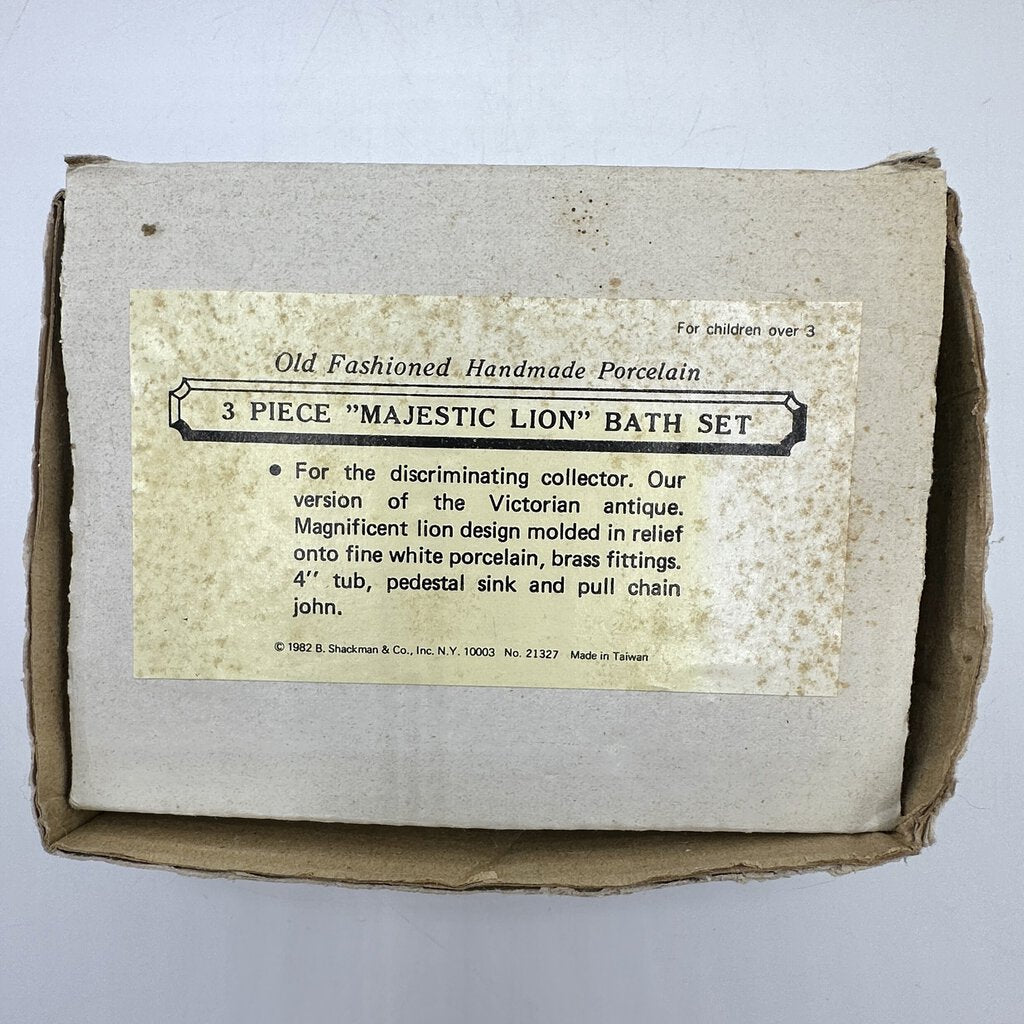 For children over 3
Old Fashioned Handmade Porcelain
3 PIECE "MAJESTIC LION" BATH SET
● For the discriminating collector. Our
version of the Victorian antique.
Magnificent lion design molded in relief
onto fine white porcelain, brass fittings.
4" tub, pedestal sink and pull chain
john.
© 1982 B. Shackman & Co., Inc. N.Y. 10003 No. 21327 Made in Taiwan